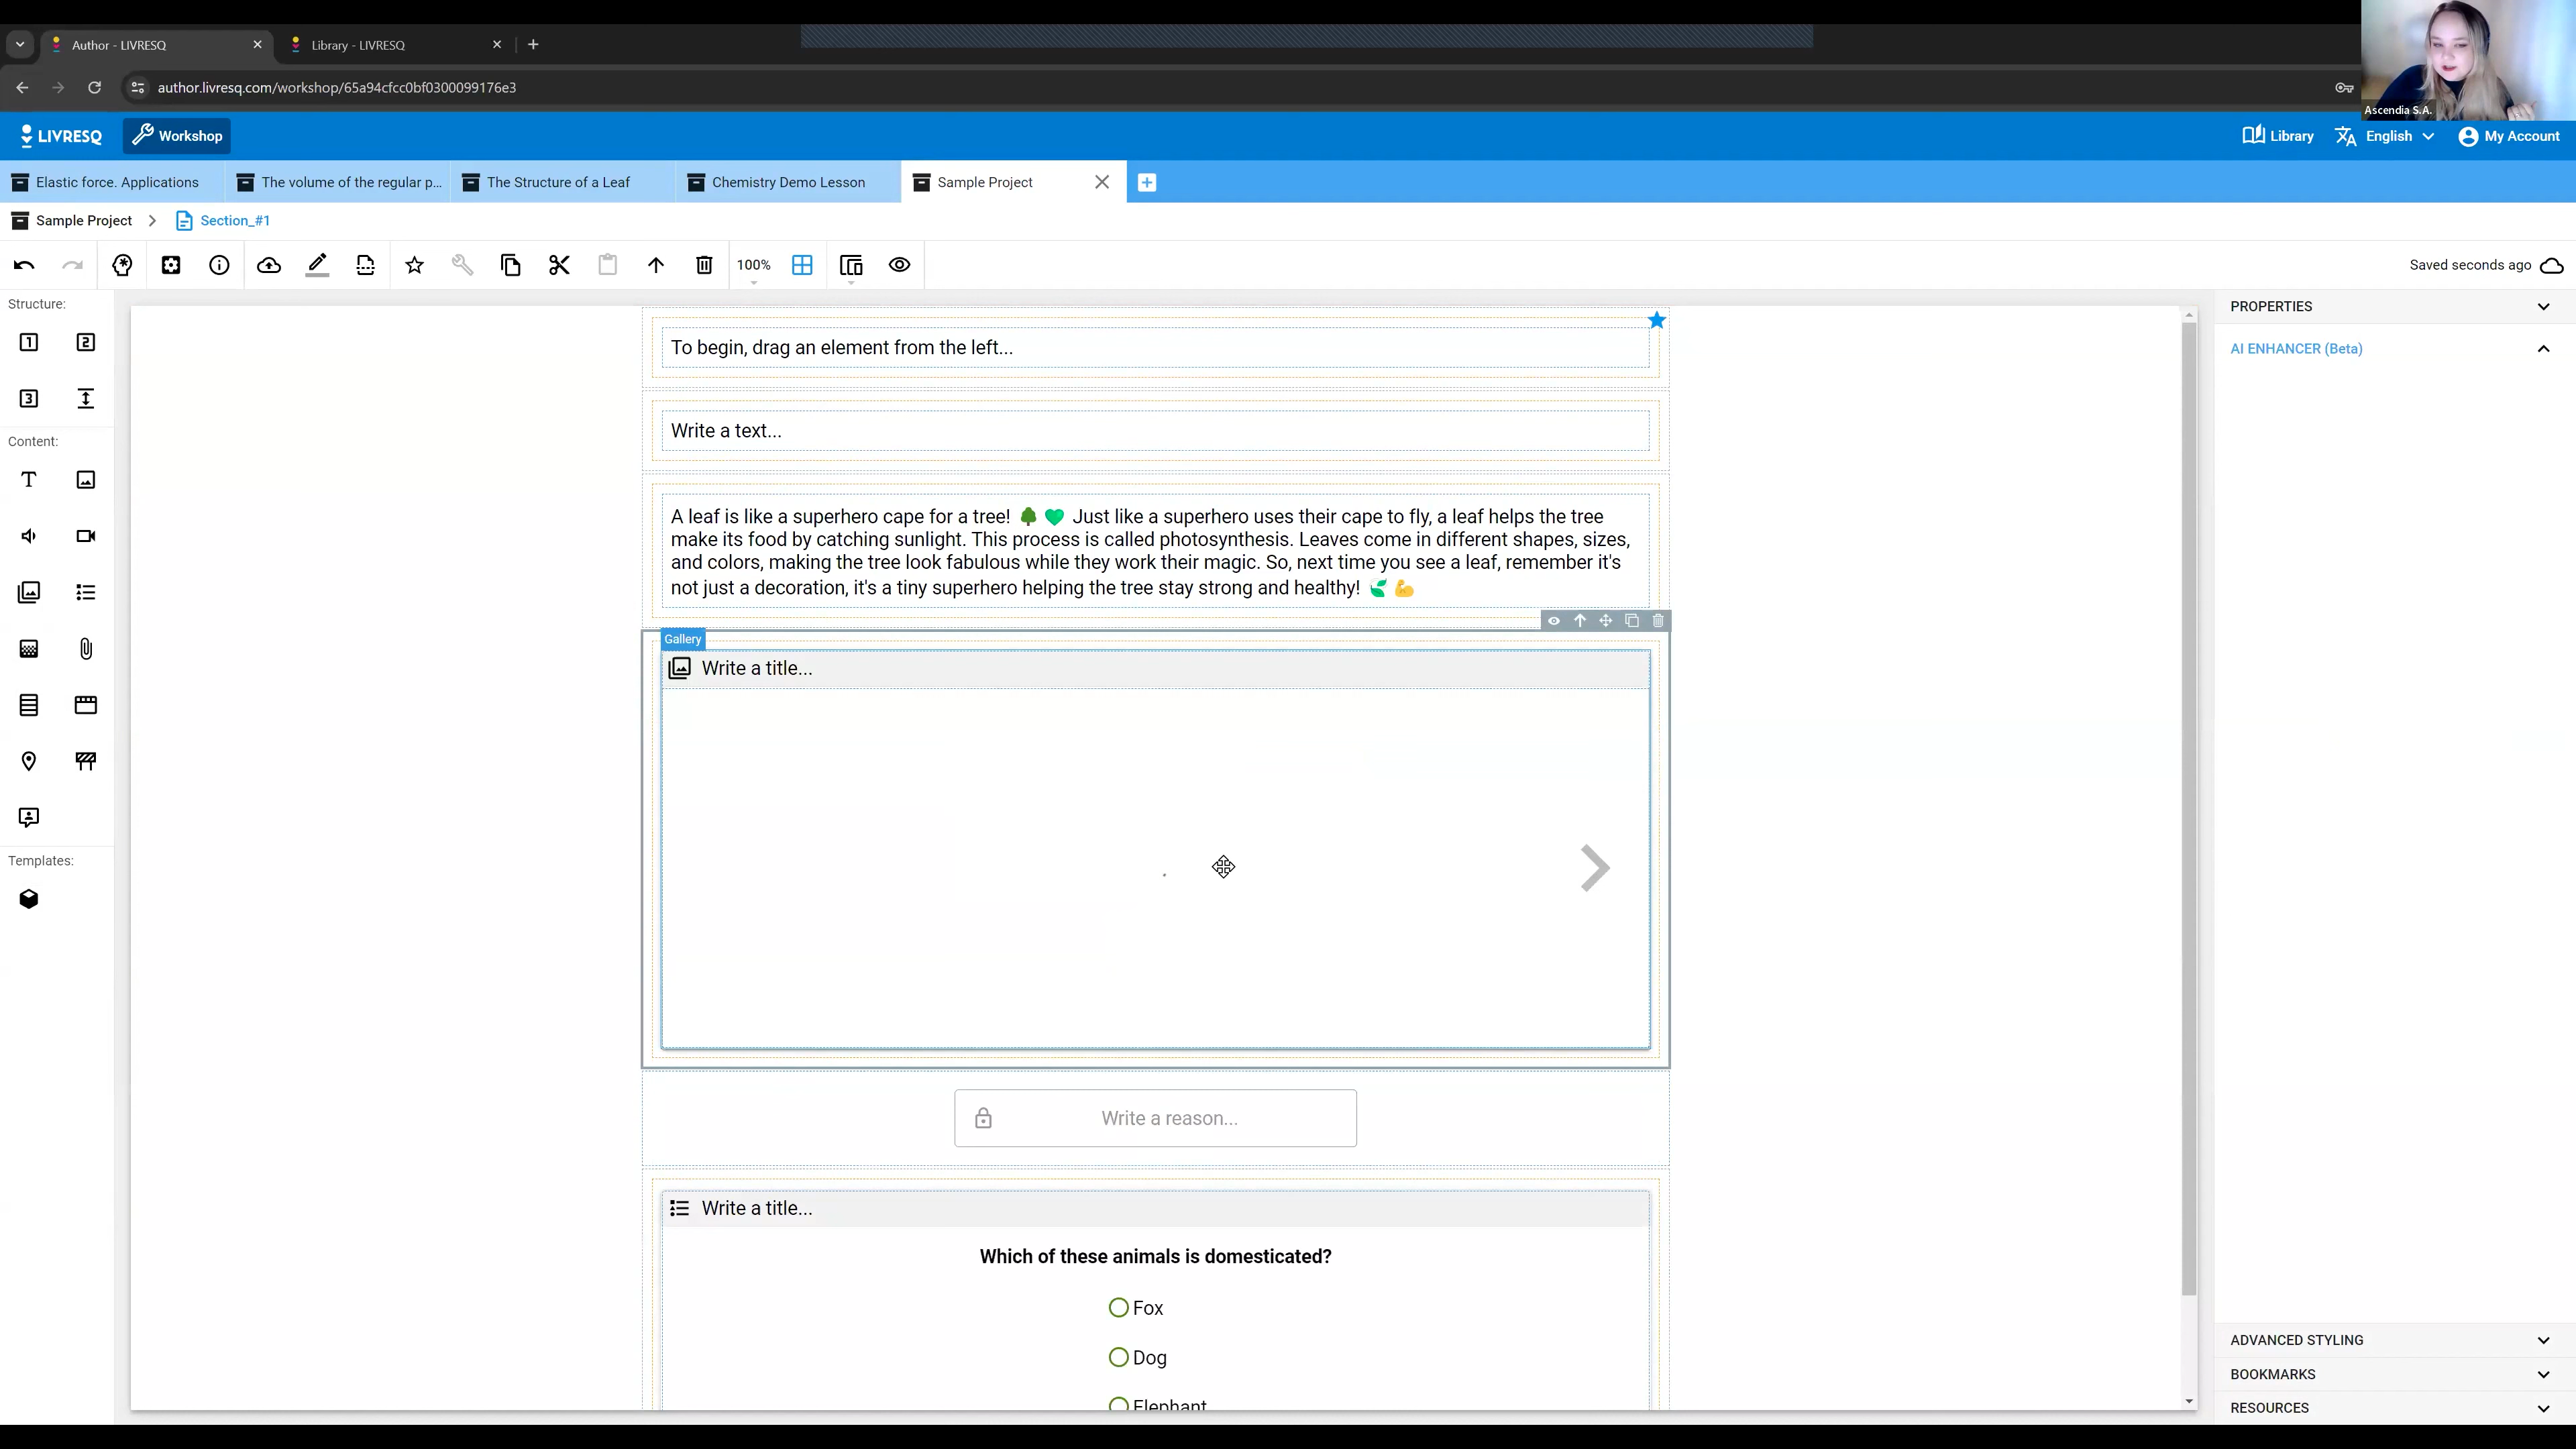 Author - LIVRESQ
Library - LIVRESQ
author.livresq.com/workshop/65a94cfcc0bf0300099176e3
Ascendia S.A.
LIVRESQ
Workshop
Library
English
My Account
Elastic force. Applications
The volume of the regular p...
The Structure of a Leaf
Chemistry Demo Lesson
Sample Project
Sample Project
Section_#1
100%
Saved seconds ago
Structure:
1
2
3
Content:
T
Templates:
To begin, drag an element from the left...
Write a text...
A leaf is like a superhero cape for a tree! 🌳 💚 Just like a superhero uses their cape to fly, a leaf helps the tree
make its food by catching sunlight. This process is called photosynthesis. Leaves come in different shapes, sizes,
and colors, making the tree look fabulous while they work their magic. So, next time you see a leaf, remember it's
not just a decoration, it's a tiny superhero helping the tree stay strong and healthy! 🍃 💪
Gallery
Write a title...
Write a reason...
Write a title...
Which of these animals is domesticated?
Fox
Dog
Elephant
PROPERTIES
AI ENHANCER (Beta)
ADVANCED STYLING
BOOKMARKS
RESOURCES